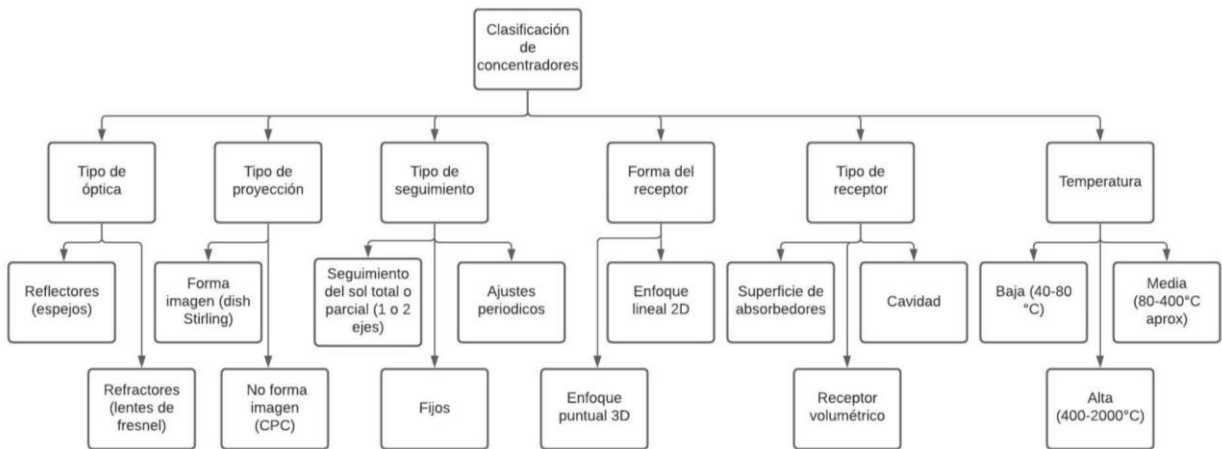 Clasificación
de
concentradores
Tipo de
óptica
Tipo de
proyección
Tipo de
seguimiento
Forma del
receptor
Tipo de
receptor
Temperatura
Reflectores
(espejos)
Forma
imagen (dish
Stirling)
Seguimiento
del sol total o
parcial (1 o 2
ejes)
Ajustes
periodicos
Enfoque
lineal 2D
Superficie de
absorbedores
Cavidad
Baja (40-80
°C)
Media
(80-400°C
aprox)
Refractores
(lentes de
fresnel)
No forma
imagen
(CPC)
Fijos
Enfoque
puntual 3D
Receptor
volumétrico
Alta
(400-2000°C)